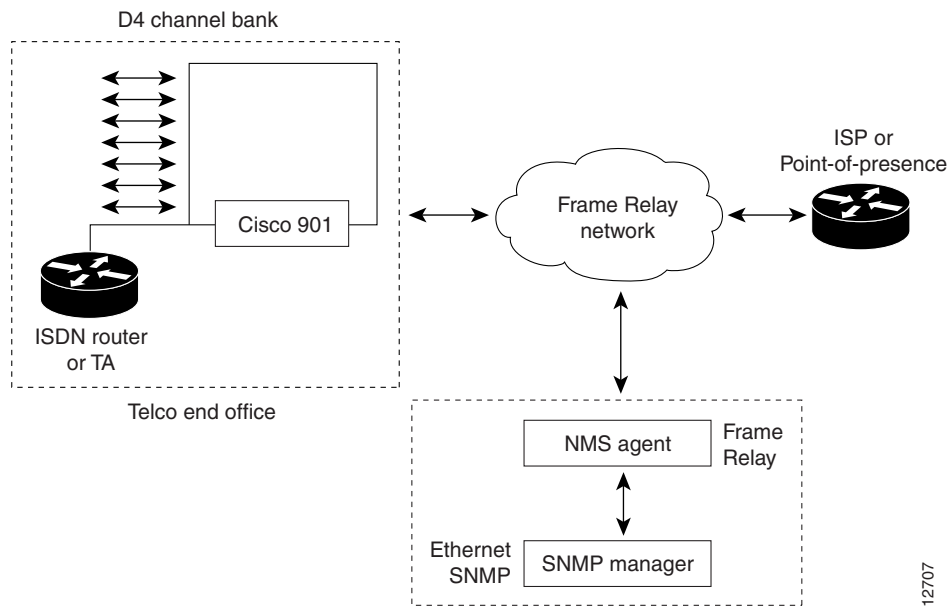 D4 channel bank
Cisco 901
ISDN router
or TA
Telco end office
Frame Relay
network
ISP or
Point-of-presence
NMS agent
Frame
Relay
Ethernet
SNMP
SNMP manager
12707